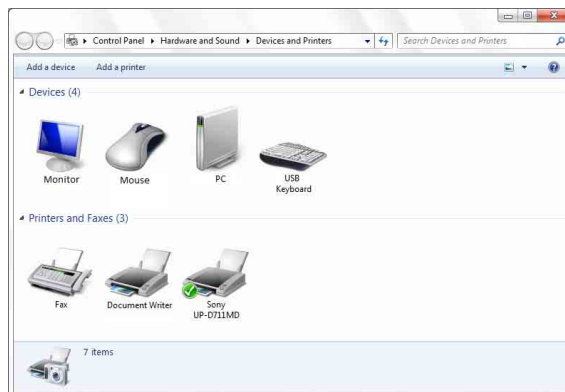 Control Panel Hardware and Sound Devices and Printers Search Devices and Printers
Add a device Add a printer
Devices (4)
Monitor Mouse PC USB
Keyboard
Printers and Faxes (3)
Fax Document Writer Sony
UP-D711MD
7 items